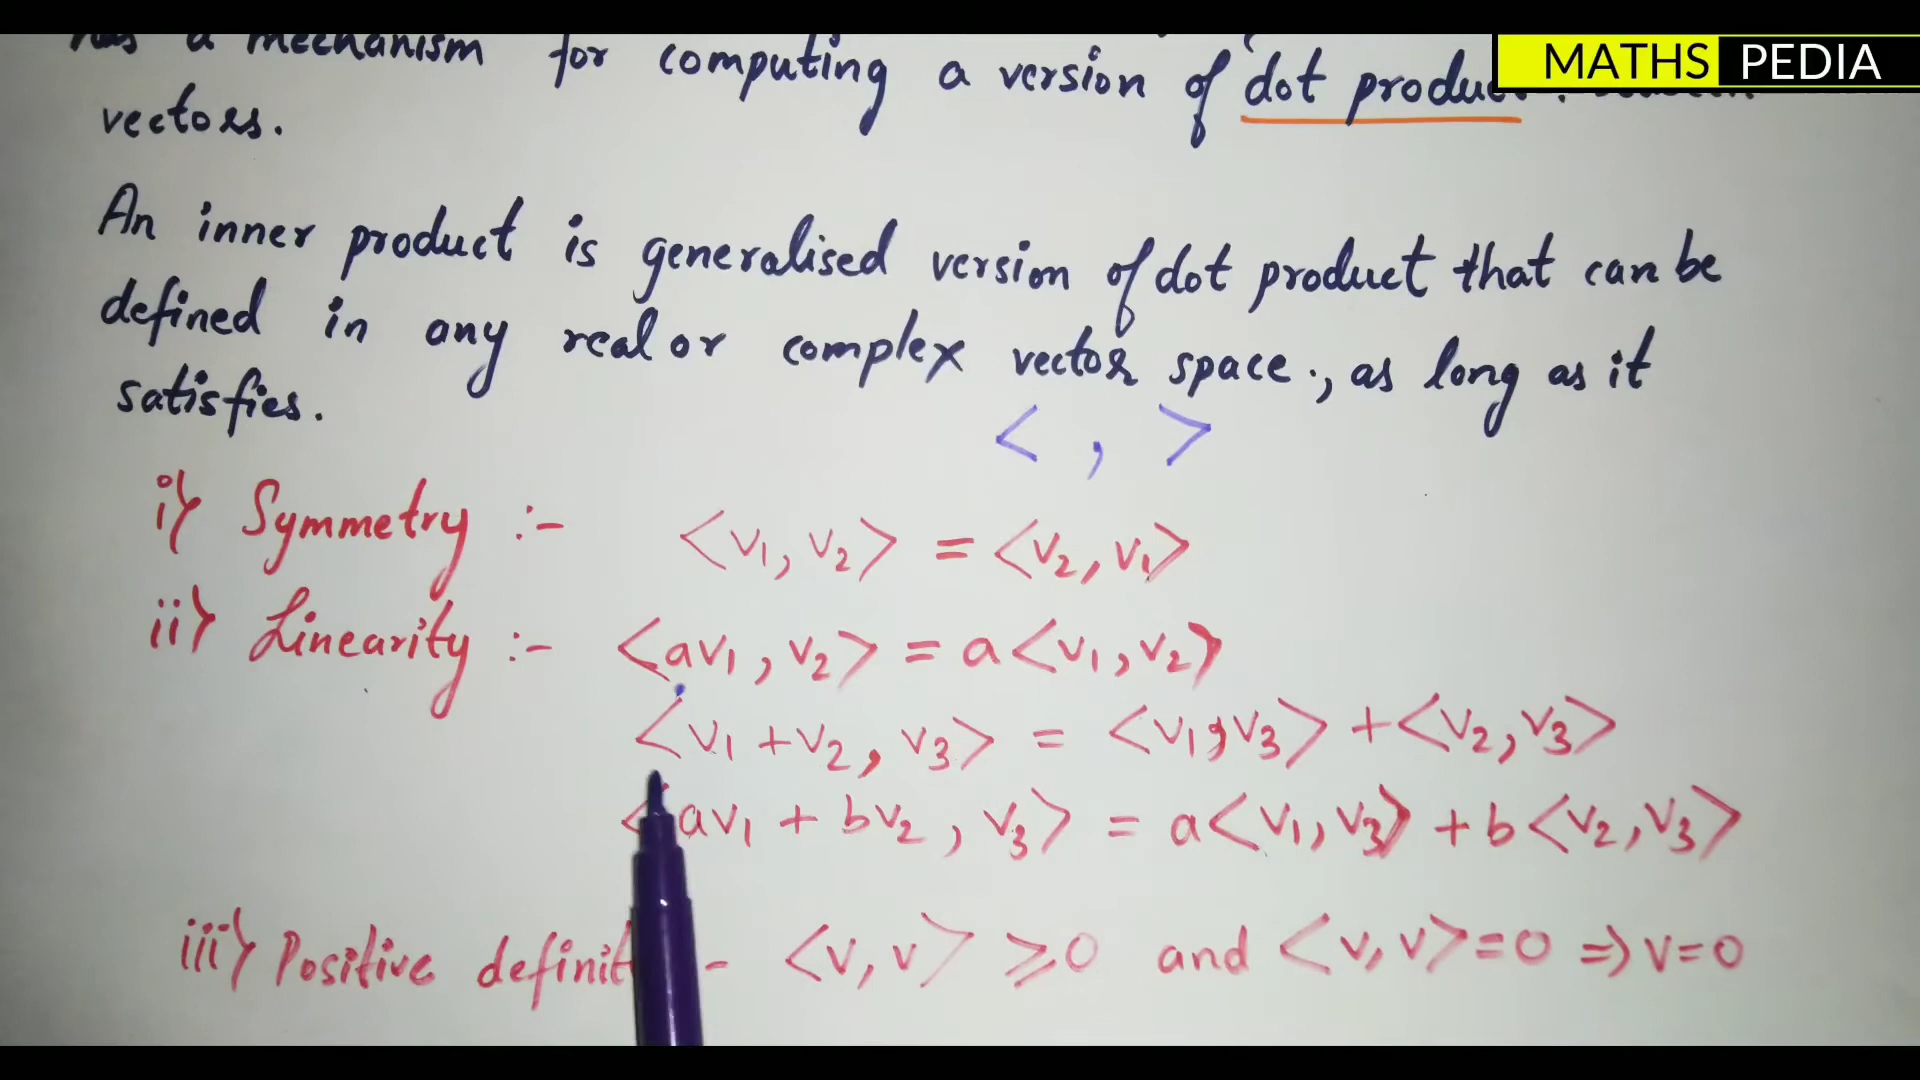 has a mechanism for computing a version of dot product
MATHS PEDIA
vectors.
An inner product is generalised version of dot product that can be
defined in any real or complex vector space., as long as it
satisfies.
< , >
i) Symmetry :- <v₁, v₂> = <v₂, v₁>
ii) Linearity :- <av₁, v₂> = a<v₁, v₂>
<v₁ + v₂, v₃> = <v₁, v₃> + <v₂, v₃>
<av₁ + bv₂, v₃> = a<v₁, v₃> + b<v₂, v₃>
iii) Positive definit - <v, v> ≥ 0 and <v, v> = 0 ⇒ v = 0